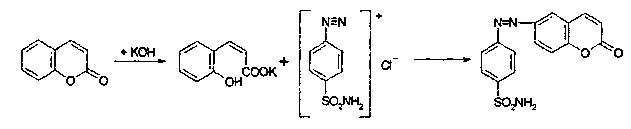 + KOH
O
O
OH
COOK
+
N≡N
SO2NH2
+
Cl−
N=N
O
O
SO2NH2